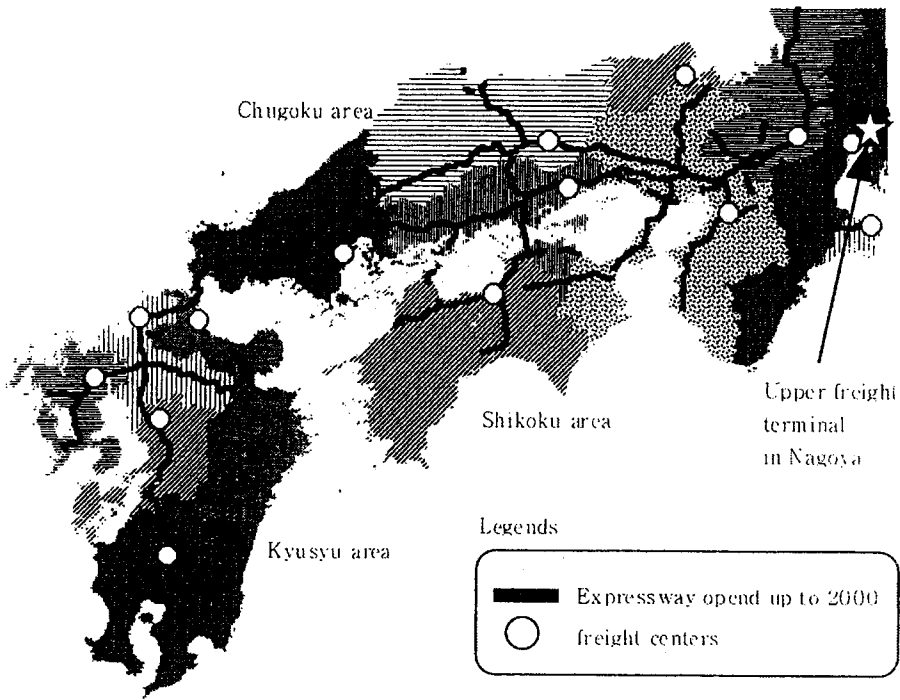 Chugoku area
Upper freight
terminal
in Nagoya
Shikoku area
Kyusyu area
Legends
Expressway opend up to 2000
freight centers